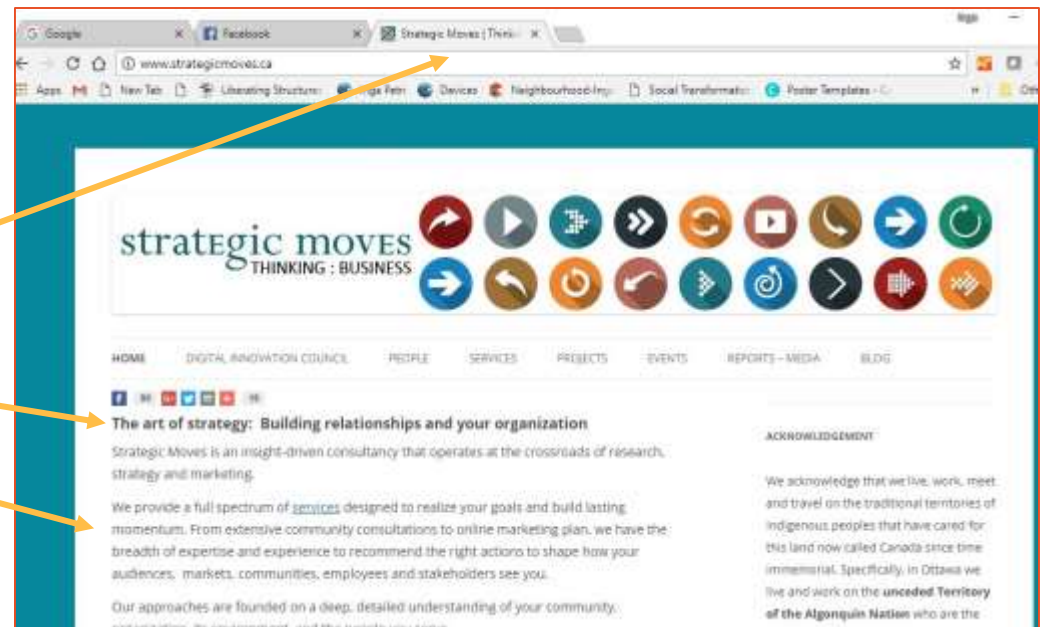 Google
Facebook
Strategic Moves | Think
www.strategicmoves.ca
Apps
New Tab
Liberating Structure
Devices
Neighbourhood-
Social Transformatio
Poster Templates - C
strategic moves
THINKING : BUSINESS
HOME DIGITAL INNOVATION COUNCIL PEOPLE SERVICES PROJECTS EVENTS REPORTS – MEDIA BLOG
The art of strategy: Building relationships and your organization
Strategic Moves is an insight-driven consultancy that operates at the crossroads of research,
strategy and marketing.
We provide a full spectrum of services designed to realize your goals and build lasting
momentum. From extensive community consultations to online marketing plan, we have the
breadth of expertise and experience to recommend the right actions to shape how your
audiences, markets, communities, employees and stakeholders see you.
Our approaches are founded on a deep, detailed understanding of your community,
ACKNOWLEDGEMENT
We acknowledge that we live, work, meet
and travel on the traditional territories of
indigenous peoples that have cared for
this land now called Canada since time
immemorial. Specifically, in Ottawa we
live and work on the unceded Territory
of the Algonquin Nation who are the